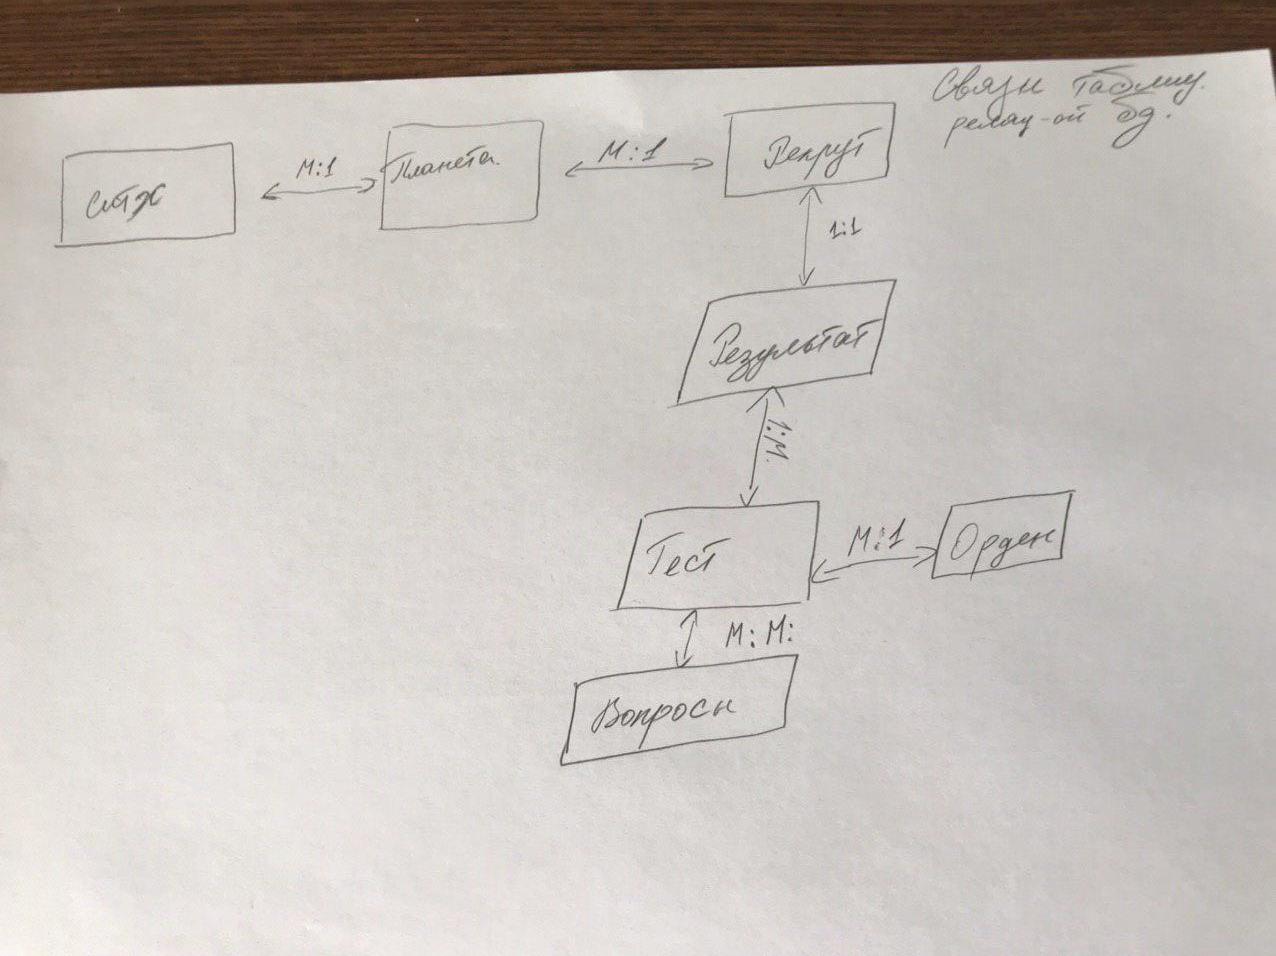 Связи таблиц.
реляц-ой бд.
ситх
М:1
Планета.
М:1
Рекрут
1:1
Результат
1:М.
Тест
М:1
Орден
М:М:
Вопросы